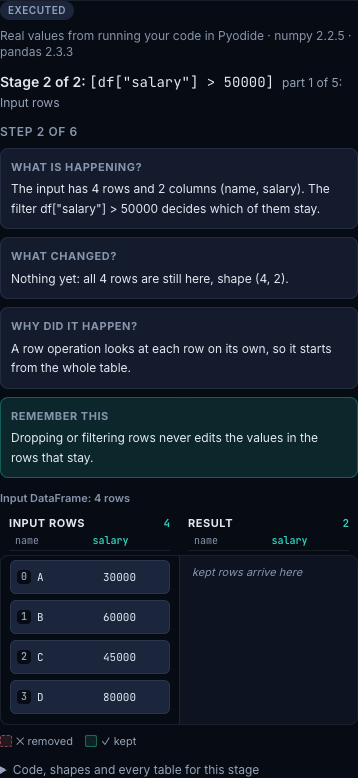 EXECUTED
Real values from running your code in Pyodide · numpy 2.2.5 ·
pandas 2.3.3
Stage 2 of 2: [df["salary"] > 50000] part 1 of 5:
Input rows
STEP 2 OF 6
WHAT IS HAPPENING?
The input has 4 rows and 2 columns (name, salary). The
filter df["salary"] > 50000 decides which of them stay.
WHAT CHANGED?
Nothing yet: all 4 rows are still here, shape (4, 2).
WHY DID IT HAPPEN?
A row operation looks at each row on its own, so it starts
from the whole table.
REMEMBER THIS
Dropping or filtering rows never edits the values in the
rows that stay.
Input DataFrame: 4 rows
INPUT ROWS 4 RESULT 2
name salary name salary
0 A 30000 kept rows arrive here
1 B 60000
2 C 45000
3 D 80000
✕ removed ✓ kept
▶ Code, shapes and every table for this stage